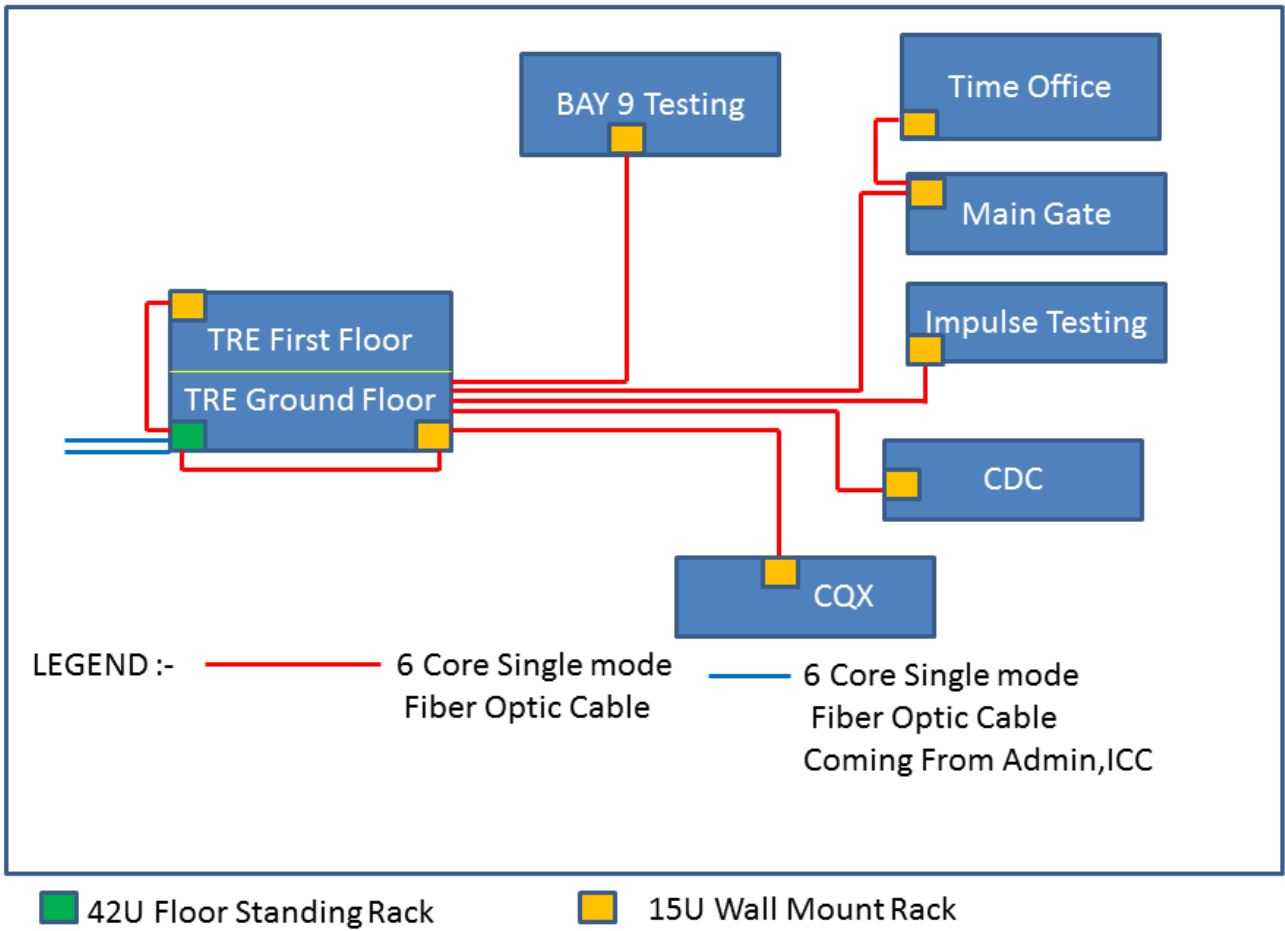 BAY 9 Testing
Time Office
Main Gate
Impulse Testing
TRE First Floor
TRE Ground Floor
CDC
CQX
LEGEND :-
6 Core Single mode
Fiber Optic Cable
6 Core Single mode
Fiber Optic Cable
Coming From Admin,ICC
42U Floor Standing Rack
15U Wall Mount Rack